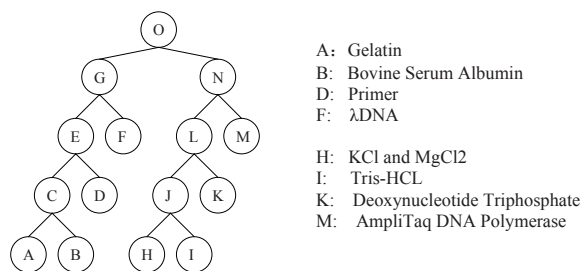 O
G
N
E
F
L
M
C
D
J
K
A
B
H
I
A: Gelatin
B: Bovine Serum Albumin
D: Primer
F: λDNA
H: KCl and MgCl2
I: Tris-HCL
K: Deoxynucleotide Triphosphate
M: AmpliTaq DNA Polymerase